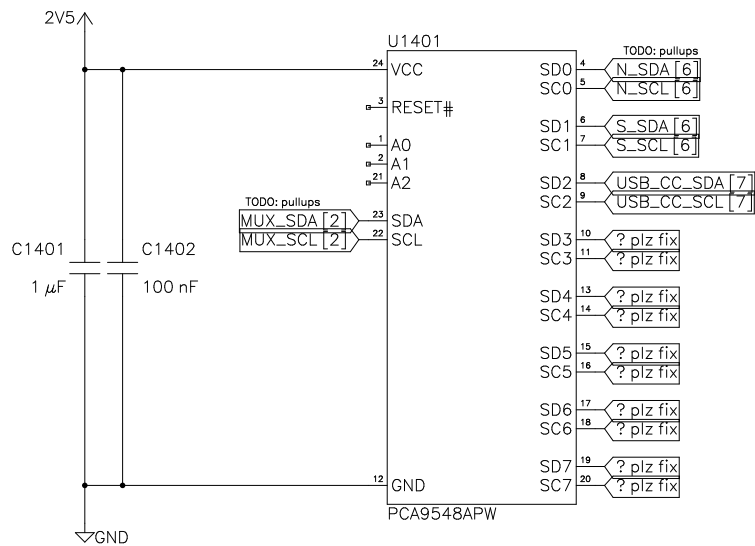 2V5
U1401
TODO: pullups
24 VCC
SD0 4 N_SDA [6]
SC0 5 N_SCL [6]
3 RESET#
SD1 6 S_SDA [6]
1 A0
SC1 7 S_SCL [6]
2 A1
21 A2
SD2 8 USB_CC_SDA [7]
SC2 9 USB_CC_SCL [7]
TODO: pullups
MUX_SDA [2] 23 SDA
MUX_SCL [2] 22 SCL
SD3 10 ? plz fix
SC3 11 ? plz fix
C1401
C1402
1 μF
100 nF
SD4 13 ? plz fix
SC4 14 ? plz fix
SD5 15 ? plz fix
SC5 16 ? plz fix
SD6 17 ? plz fix
SC6 18 ? plz fix
SD7 19 ? plz fix
12 GND
SC7 20 ? plz fix
PCA9548APW
GND